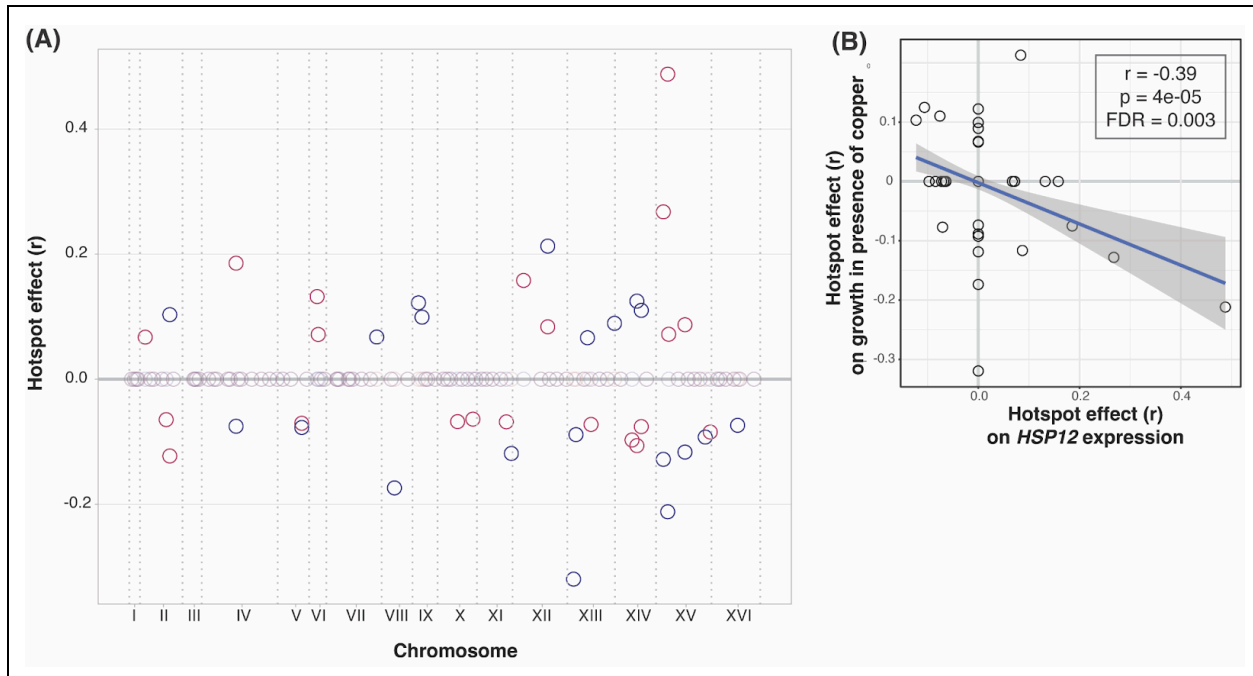 (A)
Hotspot effect (r)
0.4
0.2
0.0
-0.2
I II III IV V VI VII VIII IX X XI XII XIII XIV XV XVI
Chromosome
(B)
Hotspot effect (r)
on growth in presence of copper
0.1
0
-0.1
-0.2
-0.3
r = -0.39
p = 4e-05
FDR = 0.003
0.0 0.2 0.4
Hotspot effect (r)
on HSP12 expression